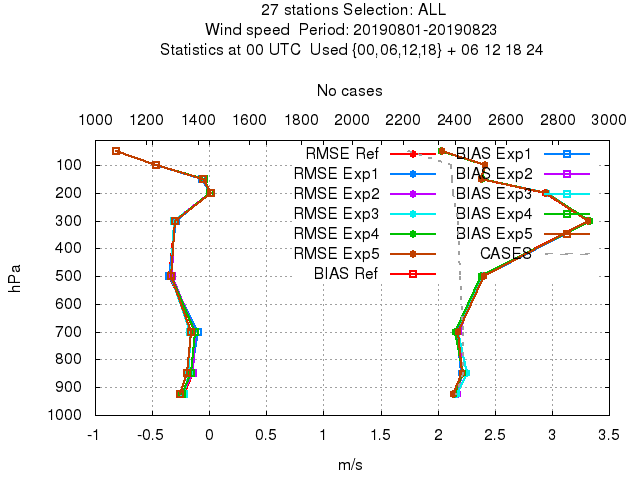 27 stations Selection: ALL
Wind speed  Period: 20190801-20190823
Statistics at 00 UTC  Used {00,06,12,18} + 06 12 18 24
No cases
1000 1200 1400 1600 1800 2000 2200 2400 2600 2800 3000
RMSE Ref
RMSE Exp1
RMSE Exp2
RMSE Exp3
RMSE Exp4
RMSE Exp5
BIAS Ref
BIAS Exp1
BIAS Exp2
BIAS Exp3
BIAS Exp4
BIAS Exp5
CASES
hPa
100
200
300
400
500
600
700
800
900
1000
-1 -0.5 0 0.5 1 1.5 2 2.5 3 3.5
m/s